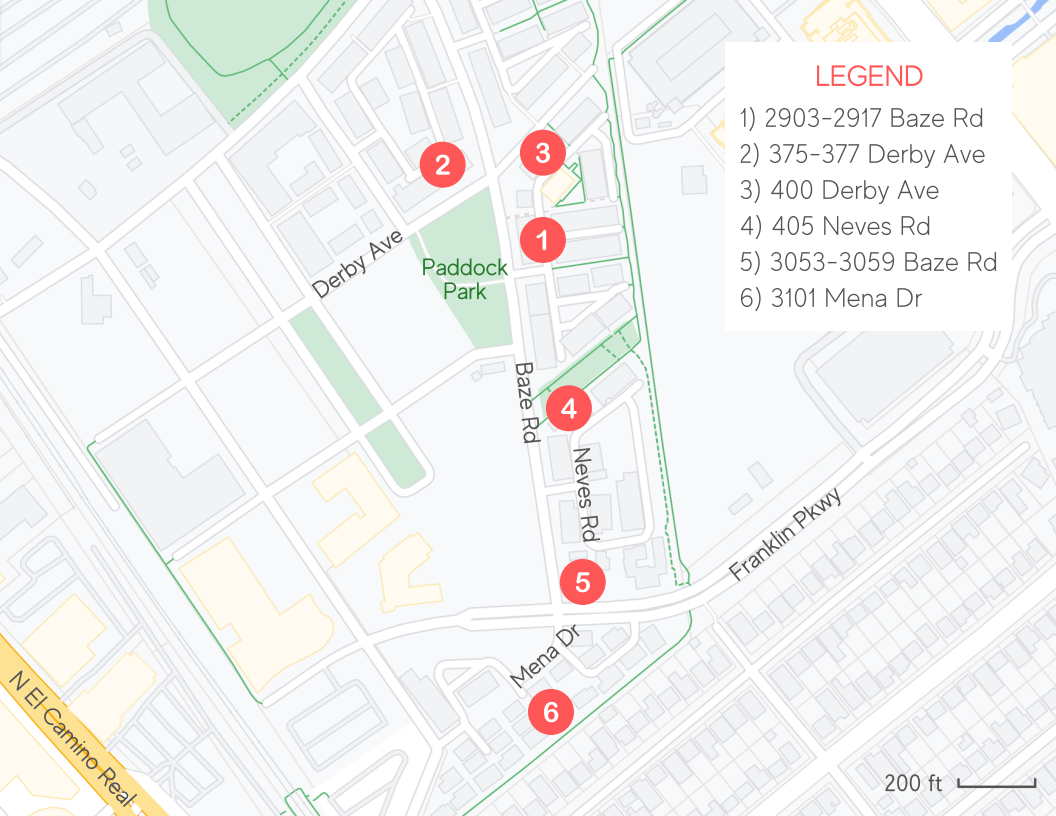 LEGEND
1) 2903-2917 Baze Rd
2) 375-377 Derby Ave
3) 400 Derby Ave
4) 405 Neves Rd
5) 3053-3059 Baze Rd
6) 3101 Mena Dr
3
2
1
Derby Ave
Paddock
Park
Baze Rd
4
Neves Rd
Franklin Pkwy
5
Mena Dr
6
N El Camino Real
200 ft